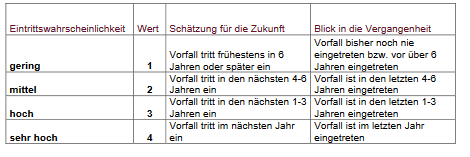 Eintrittswahrscheinlichkeit Wert Schätzung für die Zukunft Blick in die Vergangenheit
Vorfall bisher noch nie
Vorfall tritt frühestens in 6 eingetreten bzw. vor über 6
gering 1 Jahren oder später ein Jahren eingetreten
Vorfall tritt in den nächsten 4-6 Vorfall ist in den letzten 4-6
mittel 2 Jahren ein Jahren eingetreten
Vorfall tritt in den nächsten 1-3 Vorfall ist in den letzten 1-3
hoch 3 Jahren ein Jahren eingetreten
Vorfall tritt im nächsten Jahr Vorfall ist im letzten Jahr
sehr hoch 4 ein eingetreten